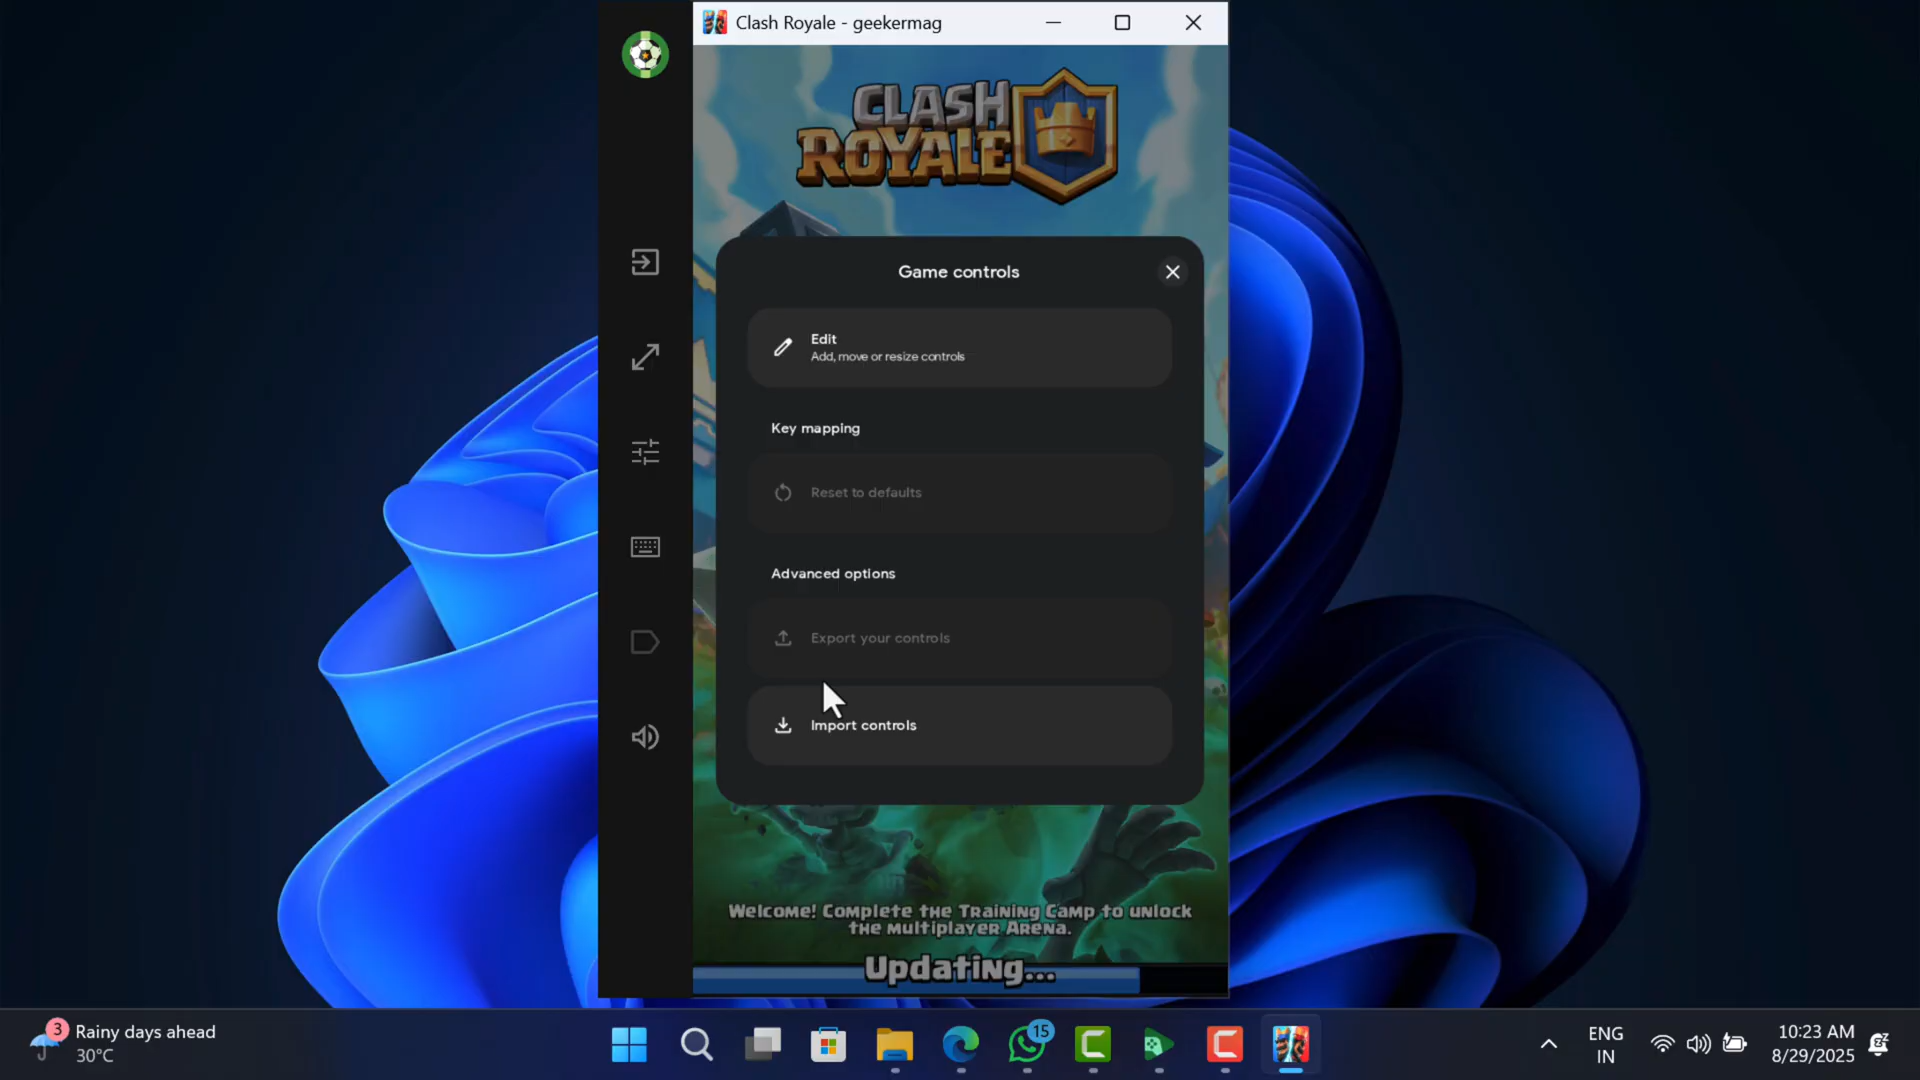 Clash Royale - geekermag
CLASH
ROYALE
Game controls
Edit
Add, move or resize controls
Key mapping
Reset to defaults
Advanced options
Export your controls
Import controls
Welcome! Complete the Training Camp to unlock
the Multiplayer Arena.
Updating...
3
Rainy days ahead
30°C
15
ENG
IN
10:23 AM
8/29/2025